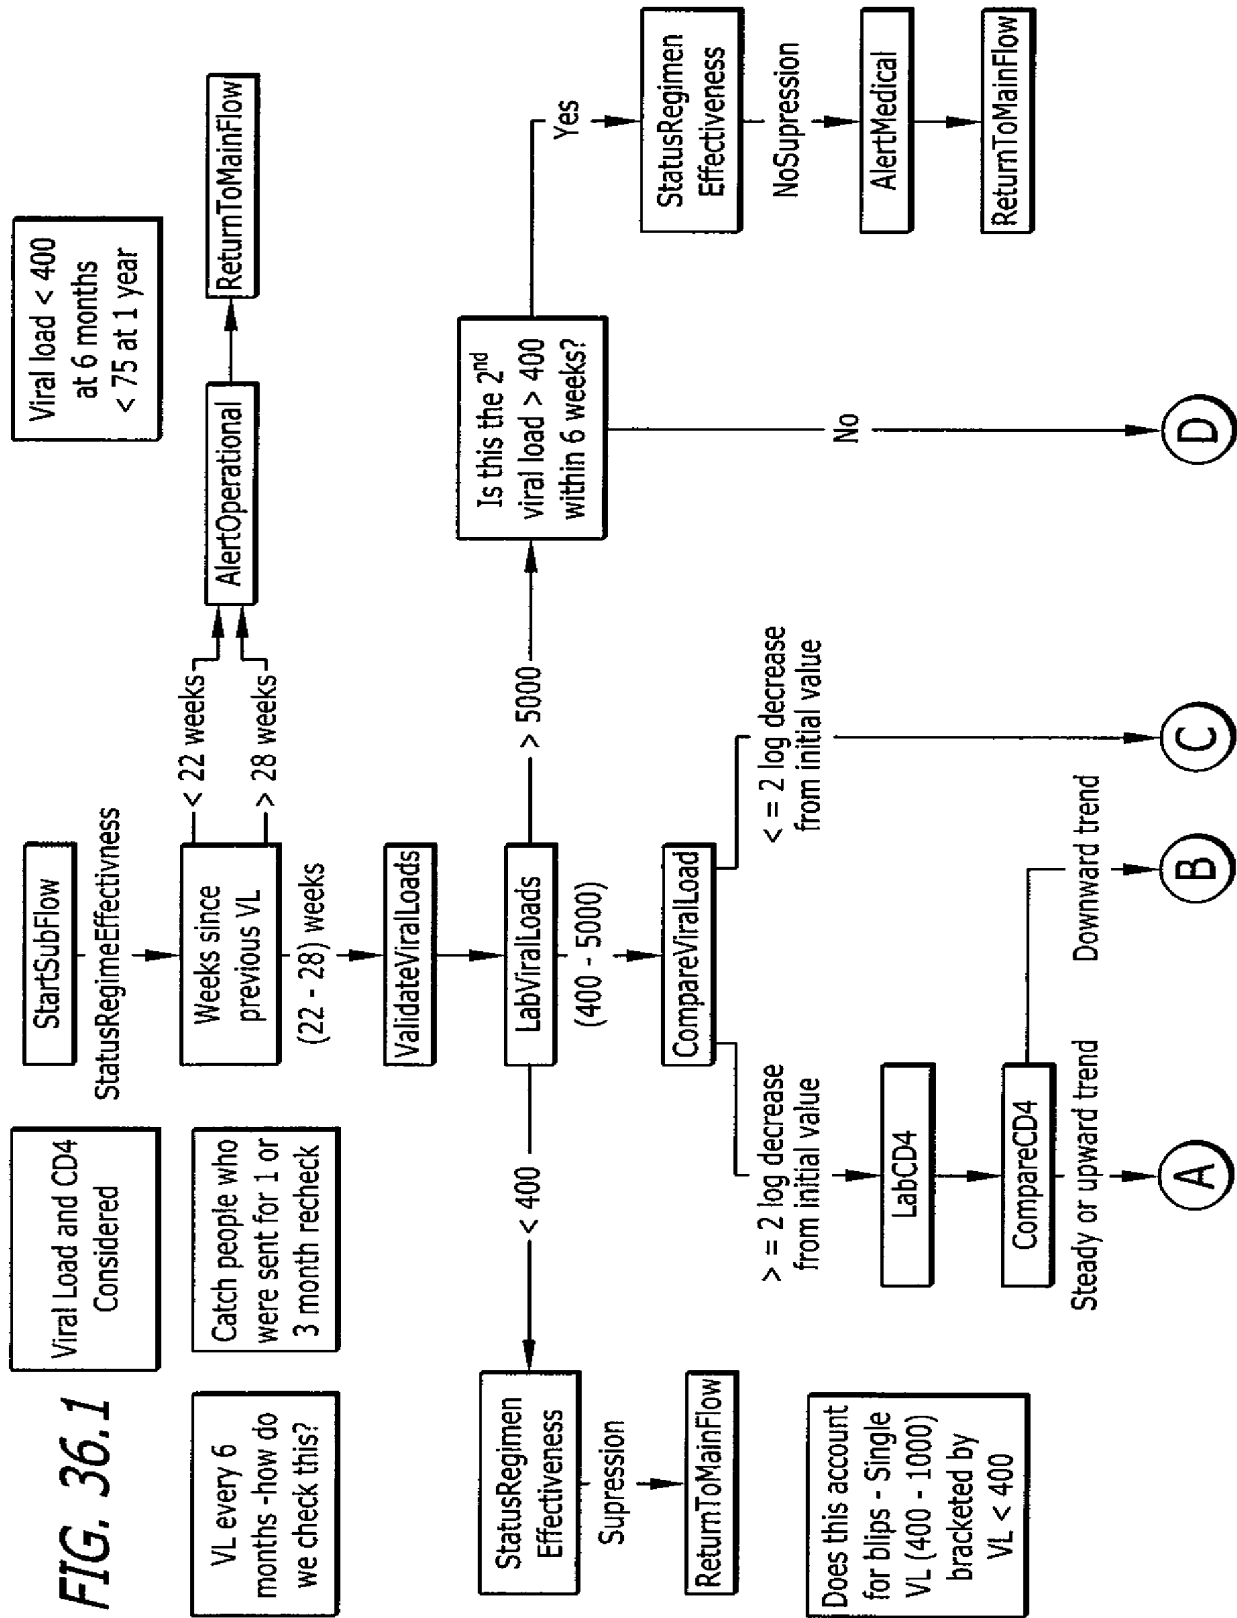 FIG. 36.1
Viral Load and CD4
Considered
VL every 6
months -how do
we check this?
Catch people who
were sent for 1 or
3 month recheck
Viral load < 400
at 6 months
< 75 at 1 year
StartSubFlow
StatusRegimeEffectivness
Weeks since
previous VL
< 22 weeks
> 28 weeks
AlertOperational
ReturnToMainFlow
(22 - 28) weeks
ValidateViralLoads
LabViralLoads
< 400
(400 - 5000)
> 5000
StatusRegimen
Effectiveness
Supression
ReturnToMainFlow
Does this account
for blips - Single
VL (400 - 1000)
bracketed by
VL < 400
CompareViralLoad
> = 2 log decrease
from initial value
< = 2 log decrease
from initial value
LabCD4
CompareCD4
Steady or upward trend
Downward trend
A
B
C
Is this the 2nd
viral load > 400
within 6 weeks?
Yes
No
D
StatusRegimen
Effectiveness
NoSupression
AlertMedical
ReturnToMainFlow